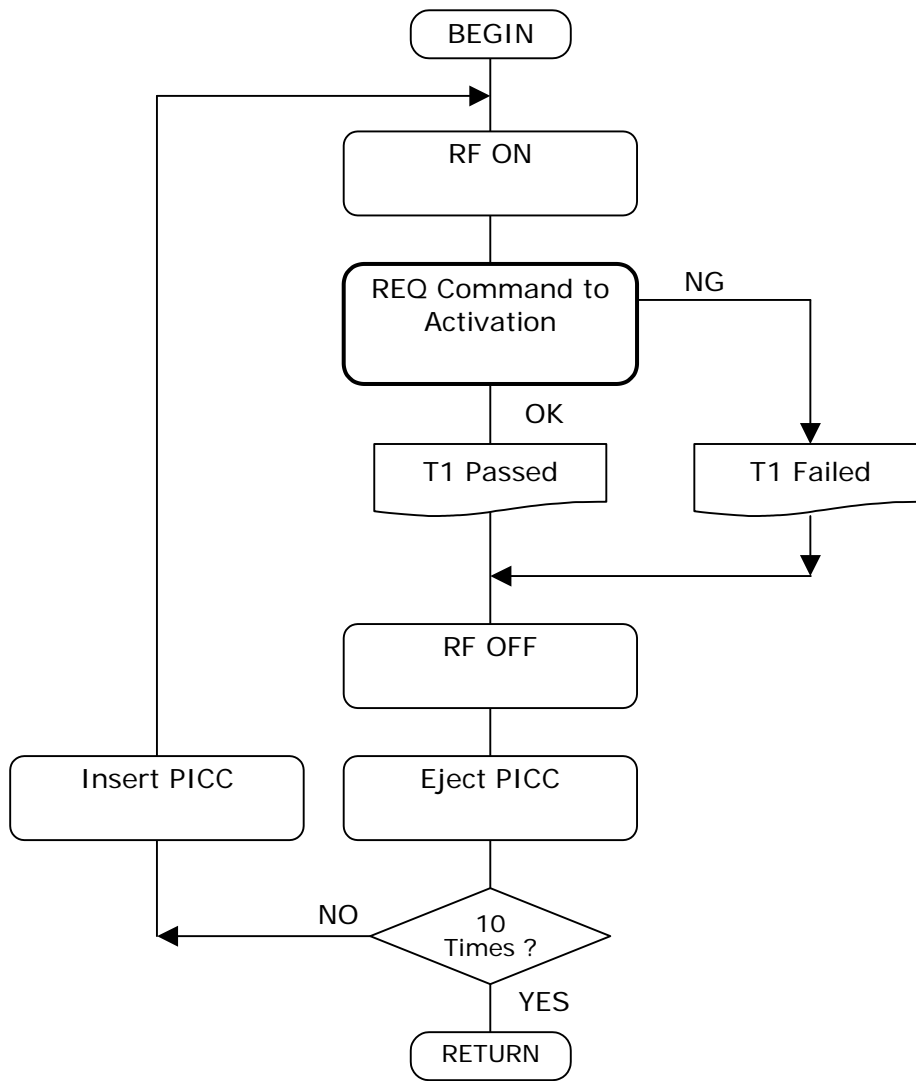 BEGIN
RF ON
REQ Command to
Activation
NG
OK
T1 Passed
T1 Failed
RF OFF
Insert PICC
Eject PICC
NO
10
Times ?
YES
RETURN